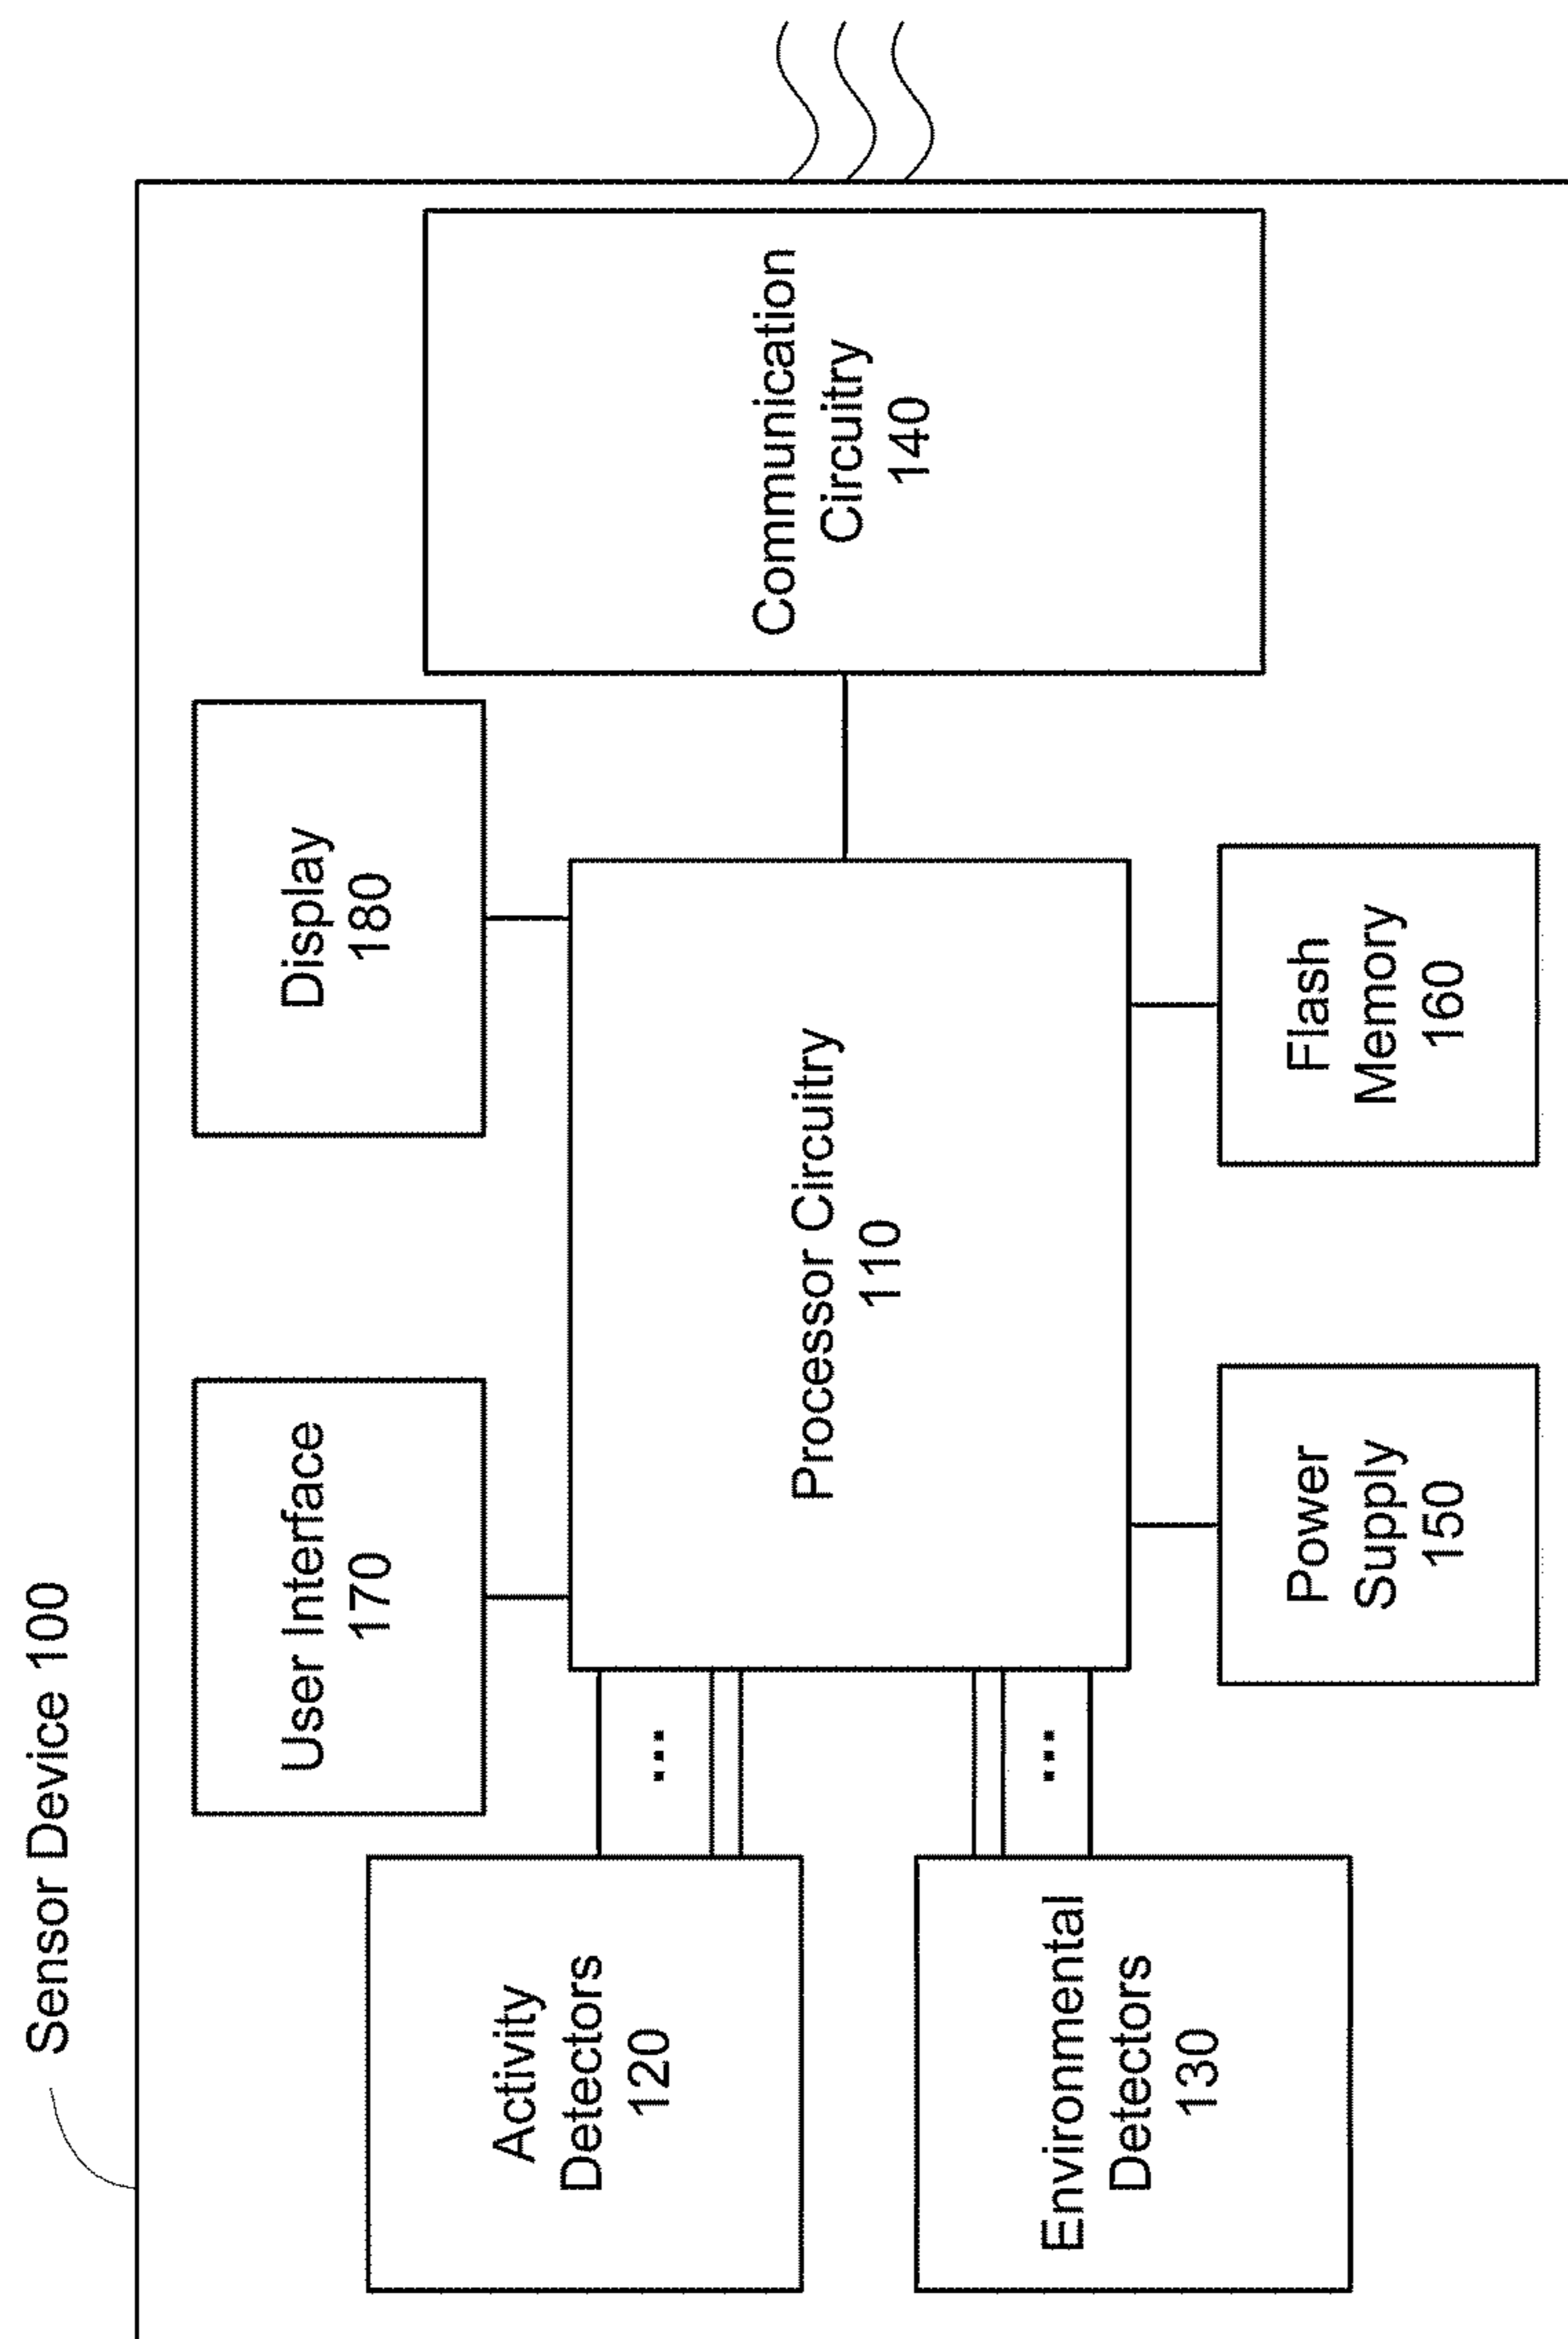 Sensor Device 100
User Interface
170
Display
180
Activity
Detectors
120
Processor Circuitry
110
Communication
Circuitry
140
Environmental
Detectors
130
Power
Supply
150
Flash
Memory
160
...
...